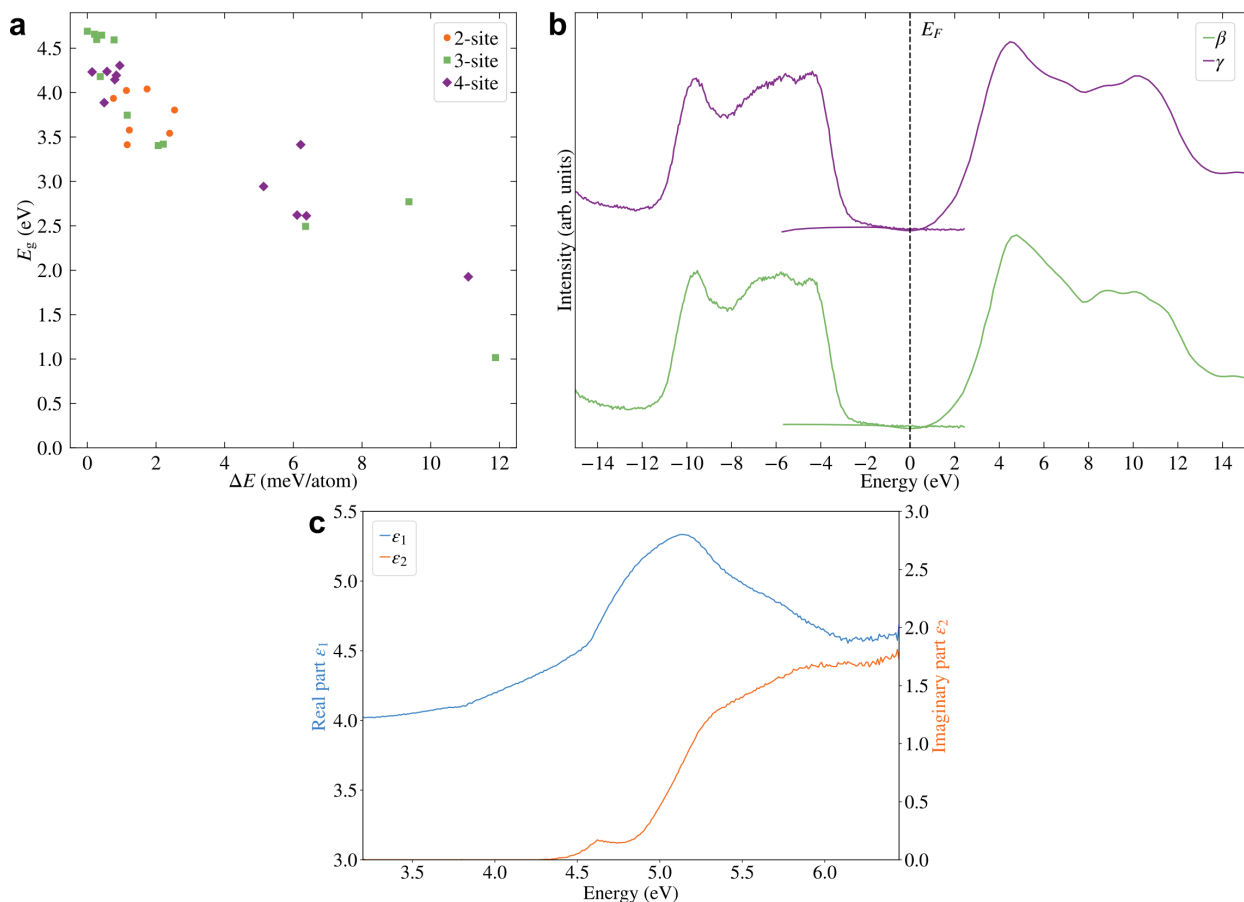 a
E_g (eV)
4.5
4.0
3.5
3.0
2.5
2.0
1.5
1.0
0.5
0.0
2-site
3-site
4-site
0 2 4 6 8 10 12
ΔE (meV/atom)
b
E_F
β
γ
Intensity (arb. units)
−14 −12 −10 −8 −6 −4 −2 0 2 4 6 8 10 12 14
Energy (eV)
c
ε₁
ε₂
Real part ε₁
5.5
5.0
4.5
4.0
3.5
3.0
3.0
2.5
2.0
1.5
1.0
0.5
0.0
Imaginary part ε₂
3.5 4.0 4.5 5.0 5.5 6.0
Energy (eV)